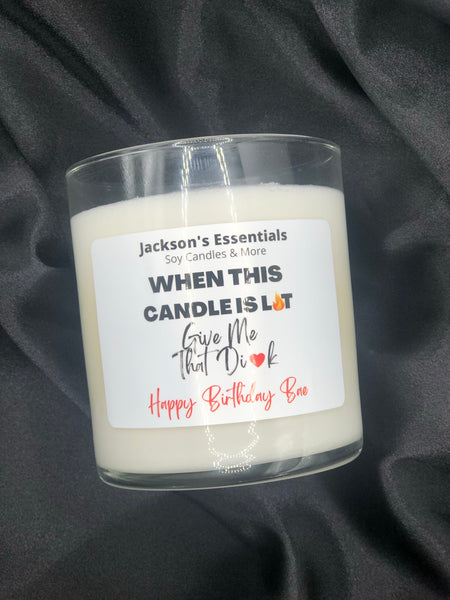 Jackson's Essentials
Soy Candles & More
WHEN THIS
CANDLE IS L🔥T
Give Me
That Di❤️k
Happy Birthday Bae